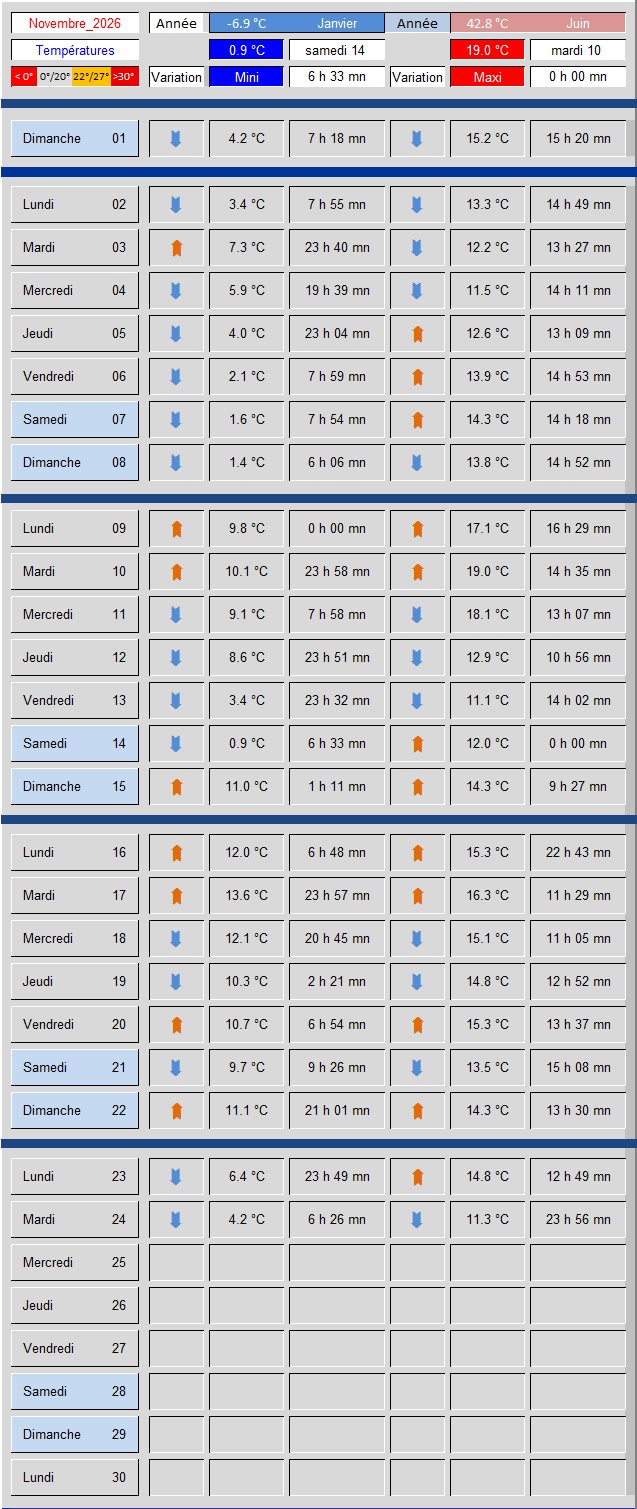 Novembre_2026 Année -6.9 °C Janvier Année 42.8 °C Juin
Températures 0.9 °C samedi 14 19.0 °C mardi 10
< 0° 0°/20° 22°/27° >30° Variation Mini 6 h 33 mn Variation Maxi 0 h 00 mn
Dimanche 01 4.2 °C 7 h 18 mn 15.2 °C 15 h 20 mn
Lundi 02 3.4 °C 7 h 55 mn 13.3 °C 14 h 49 mn
Mardi 03 7.3 °C 23 h 40 mn 12.2 °C 13 h 27 mn
Mercredi 04 5.9 °C 19 h 39 mn 11.5 °C 14 h 11 mn
Jeudi 05 4.0 °C 23 h 04 mn 12.6 °C 13 h 09 mn
Vendredi 06 2.1 °C 7 h 59 mn 13.9 °C 14 h 53 mn
Samedi 07 1.6 °C 7 h 54 mn 14.3 °C 14 h 18 mn
Dimanche 08 1.4 °C 6 h 06 mn 13.8 °C 14 h 52 mn
Lundi 09 9.8 °C 0 h 00 mn 17.1 °C 16 h 29 mn
Mardi 10 10.1 °C 23 h 58 mn 19.0 °C 14 h 35 mn
Mercredi 11 9.1 °C 7 h 58 mn 18.1 °C 13 h 07 mn
Jeudi 12 8.6 °C 23 h 51 mn 12.9 °C 10 h 56 mn
Vendredi 13 3.4 °C 23 h 32 mn 11.1 °C 14 h 02 mn
Samedi 14 0.9 °C 6 h 33 mn 12.0 °C 0 h 00 mn
Dimanche 15 11.0 °C 1 h 11 mn 14.3 °C 9 h 27 mn
Lundi 16 12.0 °C 6 h 48 mn 15.3 °C 22 h 43 mn
Mardi 17 13.6 °C 23 h 57 mn 16.3 °C 11 h 29 mn
Mercredi 18 12.1 °C 20 h 45 mn 15.1 °C 11 h 05 mn
Jeudi 19 10.3 °C 2 h 21 mn 14.8 °C 12 h 52 mn
Vendredi 20 10.7 °C 6 h 54 mn 15.3 °C 13 h 37 mn
Samedi 21 9.7 °C 9 h 26 mn 13.5 °C 15 h 08 mn
Dimanche 22 11.1 °C 21 h 01 mn 14.3 °C 13 h 30 mn
Lundi 23 6.4 °C 23 h 49 mn 14.8 °C 12 h 49 mn
Mardi 24 4.2 °C 6 h 26 mn 11.3 °C 23 h 56 mn
Mercredi 25
Jeudi 26
Vendredi 27
Samedi 28
Dimanche 29
Lundi 30